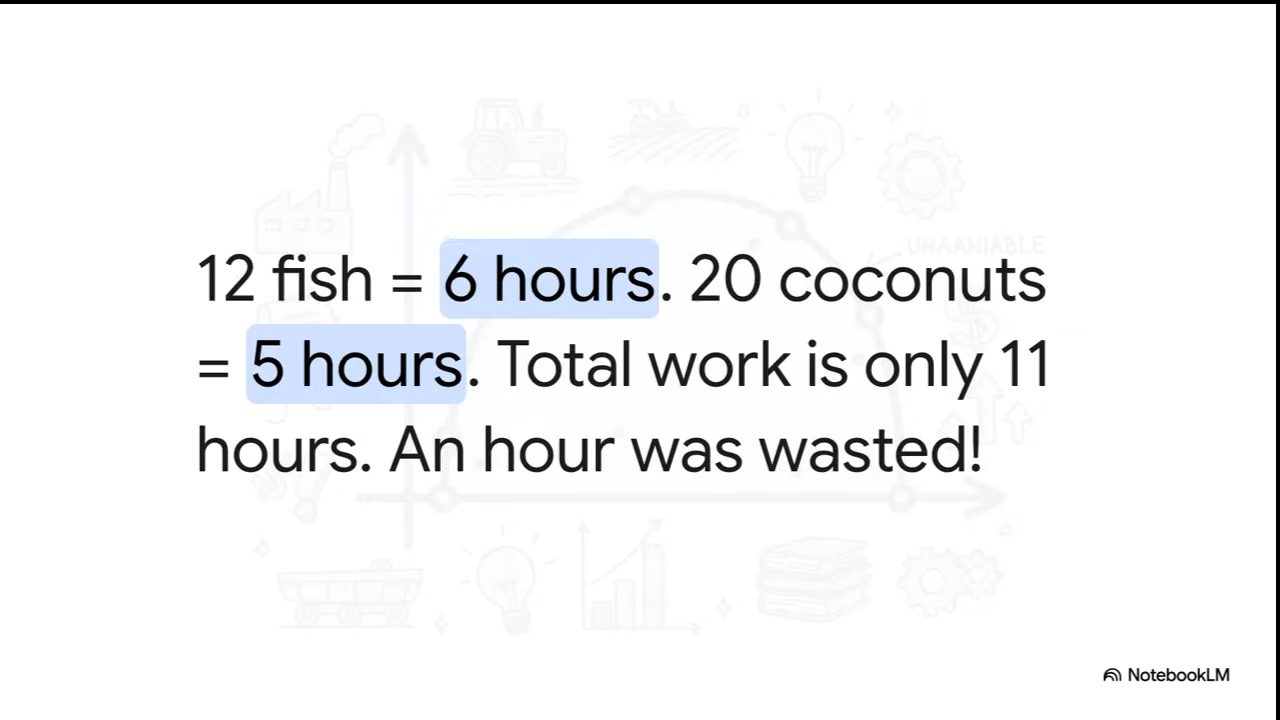 12 fish = 6 hours. 20 coconuts
= 5 hours. Total work is only 11
hours. An hour was wasted!
UNAANIABLE
NotebookLM